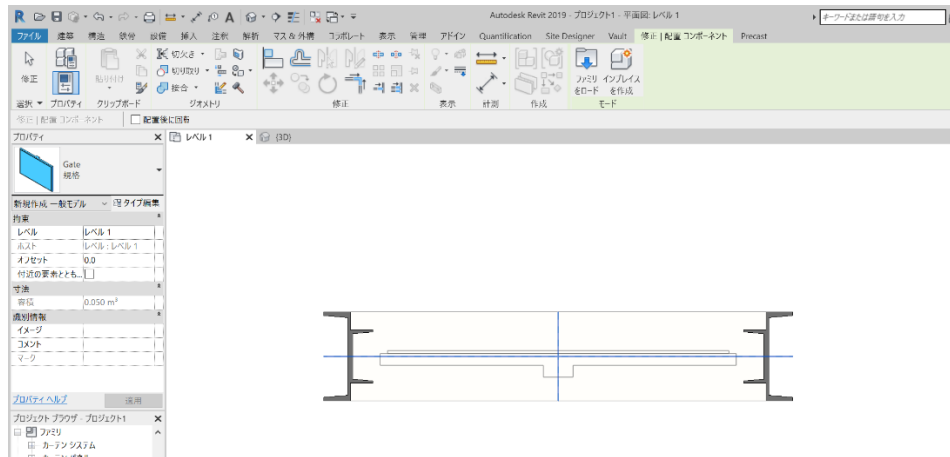 Autodesk Revit 2019 - プロジェクト1 - 平面図: レベル 1
キーワードまたは語句を入力
ファイル 建築 構造 鉄骨 設備 挿入 注釈 解析 マス & 外構 コラボレート 表示 管理 アドイン Quantification Site Designer Vault 修正 | 配置 コンポーネント Precast
切欠き
修正 貼り付け 切り取り ファミリ インプレイス
接合 をロード を作成
選択 プロパティ クリップボード ジオメトリ 修正 表示 計測 作成 モード
修正 | 配置 コンポーネント 配置後に回転
プロパティ レベル 1 {3D}
Gate
規格
新規作成 一般モデル タイプ編集
拘束
レベル レベル 1
ホスト レベル : レベル 1
オフセット 0.0
付近の要素ととも...
寸法
容積 0.050 m³
識別情報
イメージ
コメント
マーク
プロパティ ヘルプ 適用
プロジェクト ブラウザ - プロジェクト1
ファミリ
カーテン システム